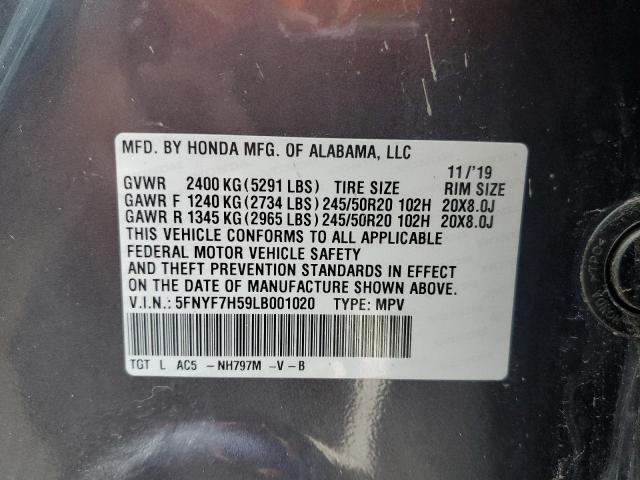 MFD. BY HONDA MFG. OF ALABAMA, LLC
11/'19
GVWR 2400 KG (5291 LBS) TIRE SIZE RIM SIZE
GAWR F 1240 KG (2734 LBS) 245/50R20 102H 20X8.0J
GAWR R 1345 KG (2965 LBS) 245/50R20 102H 20X8.0J
THIS VEHICLE CONFORMS TO ALL APPLICABLE
FEDERAL MOTOR VEHICLE SAFETY
AND THEFT PREVENTION STANDARDS IN EFFECT
ON THE DATE OF MANUFACTURE SHOWN ABOVE.
V.I.N.: 5FNYF7H59LB001020 TYPE: MPV
TGT L AC5 -NH797M -V-B